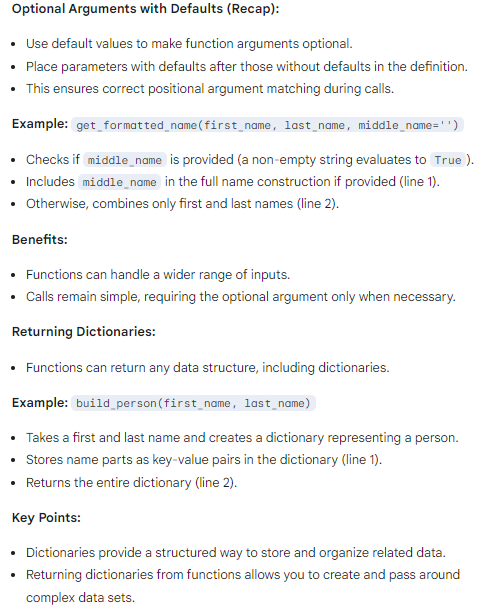 Optional Arguments with Defaults (Recap):
• Use default values to make function arguments optional.
• Place parameters with defaults after those without defaults in the definition.
• This ensures correct positional argument matching during calls.
Example: get_formatted_name(first_name, last_name, middle_name='')
• Checks if middle_name is provided (a non-empty string evaluates to True ).
• Includes middle_name in the full name construction if provided (line 1).
• Otherwise, combines only first and last names (line 2).
Benefits:
• Functions can handle a wider range of inputs.
• Calls remain simple, requiring the optional argument only when necessary.
Returning Dictionaries:
• Functions can return any data structure, including dictionaries.
Example: build_person(first_name, last_name)
• Takes a first and last name and creates a dictionary representing a person.
• Stores name parts as key-value pairs in the dictionary (line 1).
• Returns the entire dictionary (line 2).
Key Points:
• Dictionaries provide a structured way to store and organize related data.
• Returning dictionaries from functions allows you to create and pass around
complex data sets.